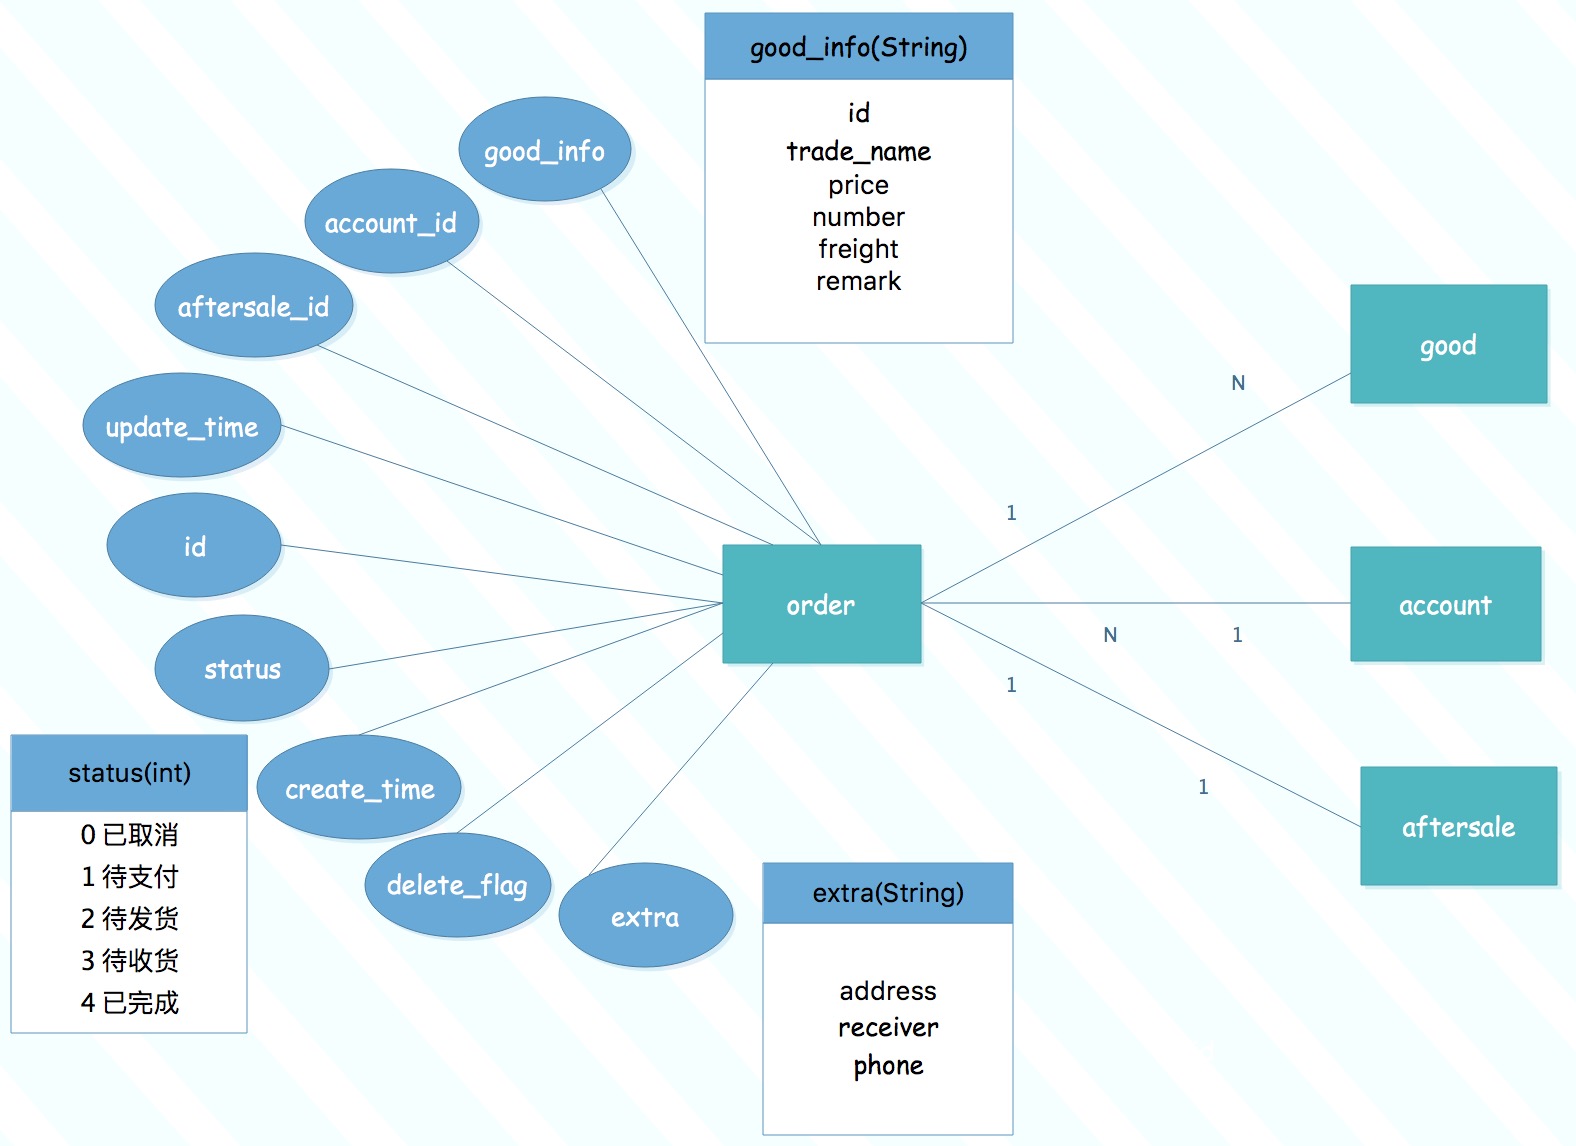 good_info(String)
id
trade_name
price
number
freight
remark
good_info
account_id
aftersale_id
update_time
id
status
create_time
delete_flag
extra
order
good
account
aftersale
N
1
N
1
1
1
status(int)
0 已取消
1 待支付
2 待发货
3 待收货
4 已完成
extra(String)
address
receiver
phone